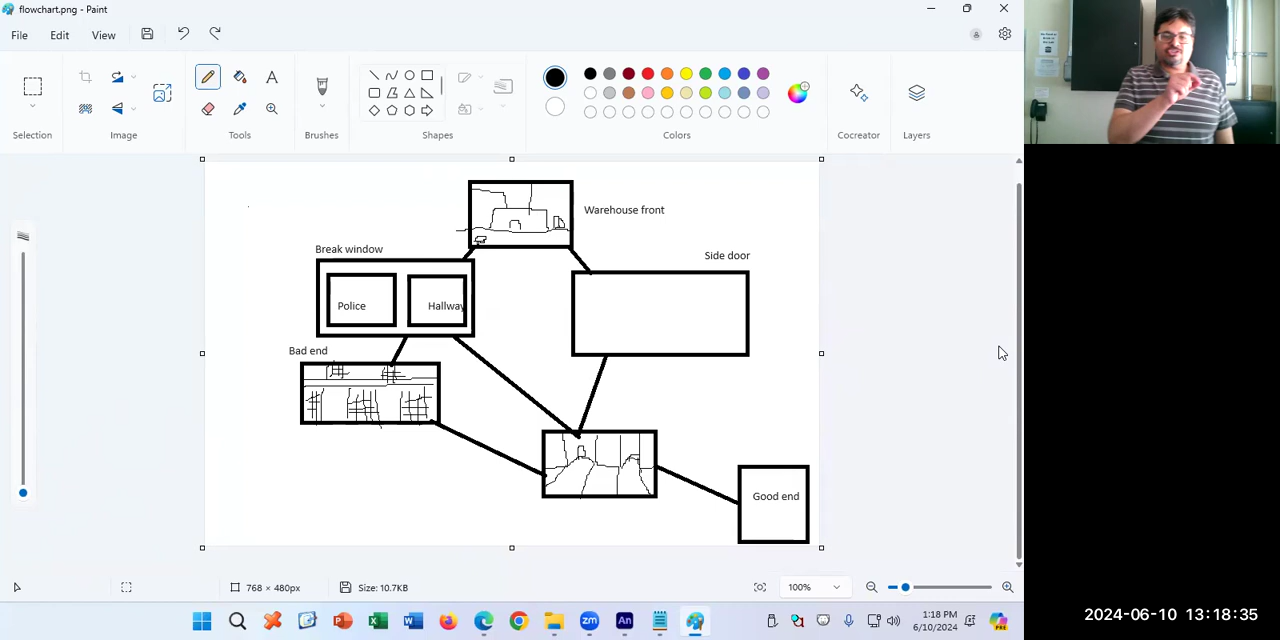 flowchart.png - Paint
File
Edit
View
Selection
Image
Tools
Brushes
Shapes
Colors
Cocreator
Layers
Warehouse front
Break window
Side door
Police
Hallway
Bad end
Good end
768 × 480px
Size: 10.7KB
100%
1:18 PM
6/10/2024
2024-06-10 13:18:35